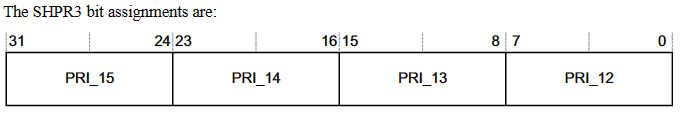 The SHPR3 bit assignments are:
31 24 23 16 15 8 7 0
PRI_15 PRI_14 PRI_13 PRI_12